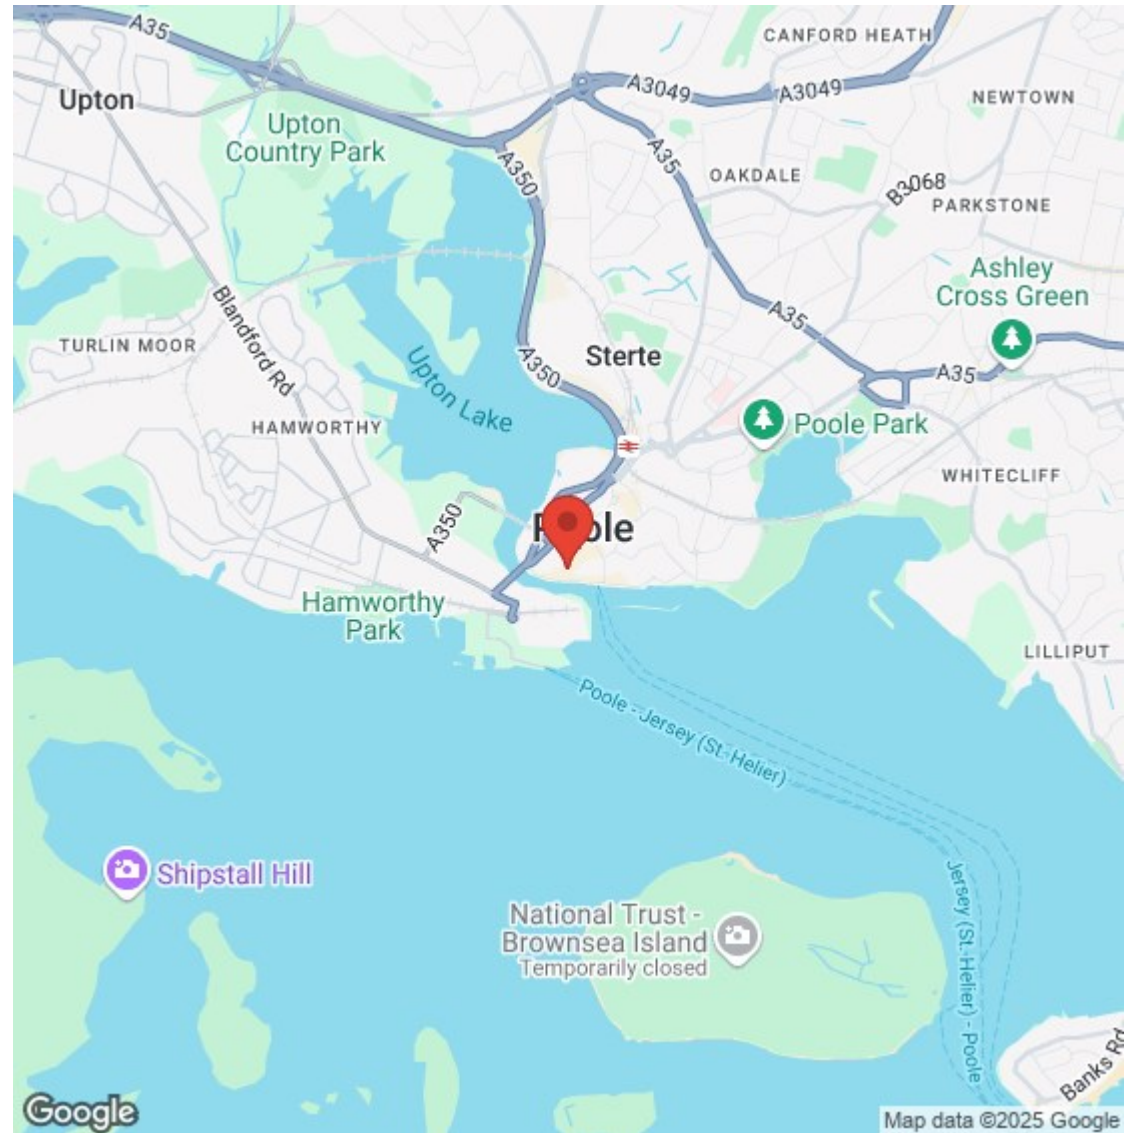 A35
CANFORD HEATH
A3049
A3049
NEWTOWN
Upton
Upton
Country Park
A350
A35
OAKDALE
B3068
PARKSTONE
Ashley
Cross Green
Blandford Rd
TURLIN MOOR
Upton Lake
A350
Sterte
A35
A35
HAMWORTHY
Poole Park
WHITECLIFF
A350
Hamworthy
Park
LILLIPUT
Poole - Jersey (St. Helier)
Shipstall Hill
National Trust -
Brownsea Island
Temporarily closed
Jersey (St. Helier) - Poole
Banks Rd
Google
Map data ©2025 Google